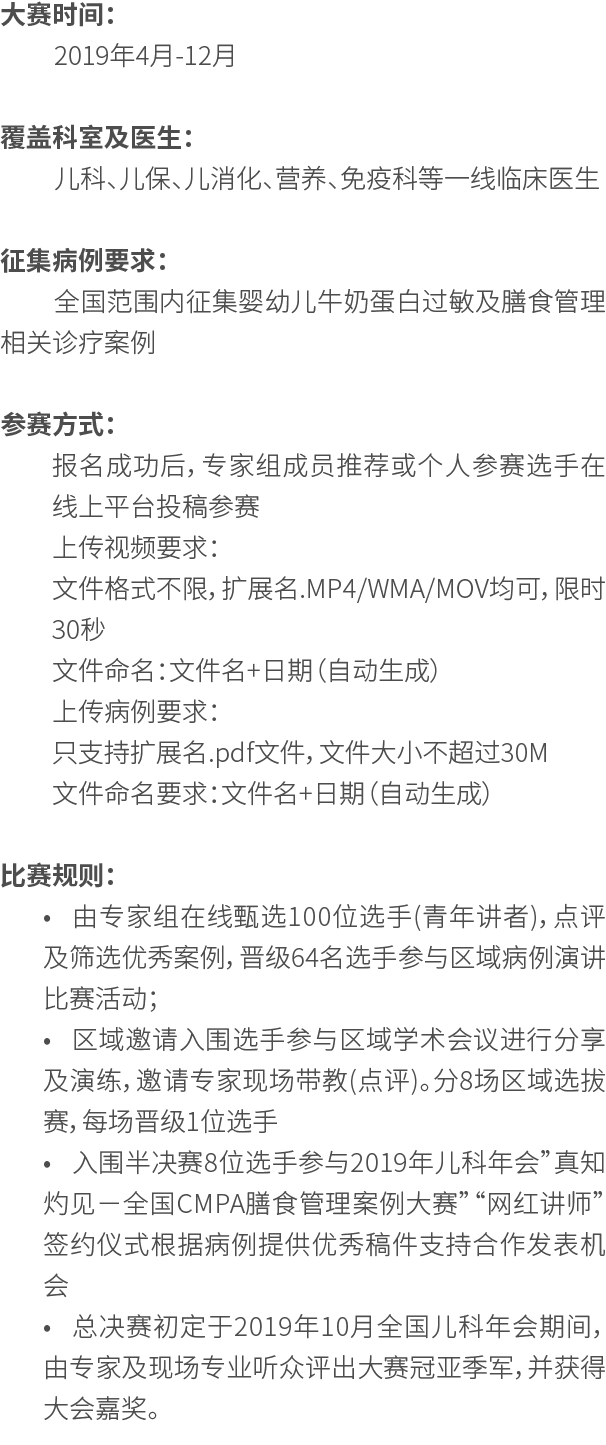 大赛时间：
2019年4月-12月
覆盖科室及医生：
儿科、儿保、儿消化、营养、免疫科等一线临床医生
征集病例要求：
全国范围内征集婴幼儿牛奶蛋白过敏及膳食管理
相关诊疗案例
参赛方式：
报名成功后，专家组成员推荐或个人参赛选手在
线上平台投稿参赛
上传视频要求：
文件格式不限，扩展名.MP4/WMA/MOV均可，限时
30秒
文件命名：文件名+日期（自动生成）
上传病例要求：
只支持扩展名.pdf文件，文件大小不超过30M
文件命名要求：文件名+日期（自动生成）
比赛规则：
• 由专家组在线甄选100位选手(青年讲者)，点评
及筛选优秀案例，晋级64名选手参与区域病例演讲
比赛活动；
• 区域邀请入围选手参与区域学术会议进行分享
及演练，邀请专家现场带教(点评)。分8场区域选拔
赛，每场晋级1位选手
• 入围半决赛8位选手参与2019年儿科年会”真知
灼见－全国CMPA膳食管理案例大赛”“网红讲师”
签约仪式根据病例提供优秀稿件支持合作发表机
会
• 总决赛初定于2019年10月全国儿科年会期间，
由专家及现场专业听众评出大赛冠亚季军，并获得
大会嘉奖。